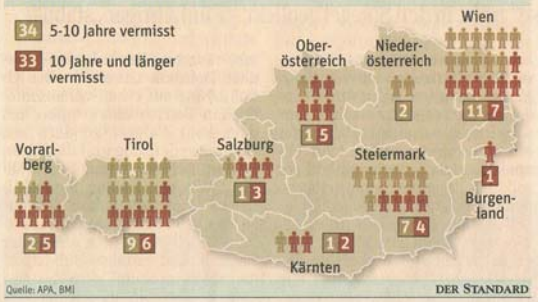 34 5-10 Jahre vermisst
33 10 Jahre und länger
vermisst
Wien
11 7
Ober-
österreich
1 5
Nieder-
österreich
2
Vorarl-
berg
2 5
Tirol
9 6
Salzburg
1 3
Steiermark
7 4
1
Burgen-
land
1 2
Kärnten
Quelle: APA, BMI
DER STANDARD